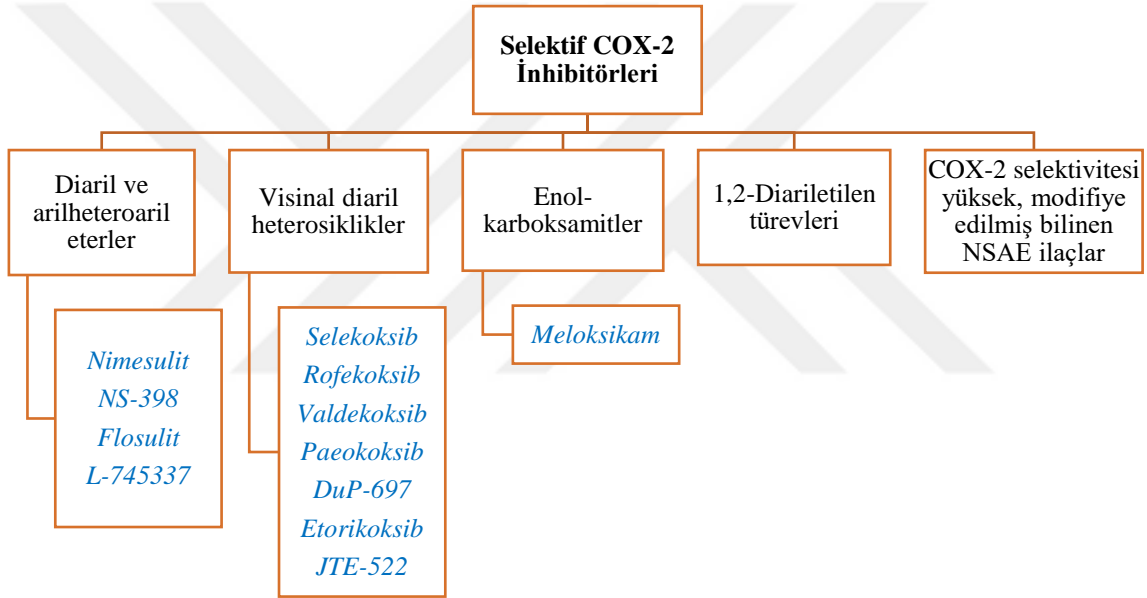 Selektif COX-2
İnhibitörleri
Diaril ve
arilheteroaril
eterler
Visinal diaril
heterosiklikler
Enol-
karboksamitler
1,2-Diariletilen
türevleri
COX-2 selektivitesi
yüksek, modifiye
edilmiş bilinen
NSAE ilaçlar
Nimesulit
NS-398
Flosulit
L-745337
Selekoksib
Rofekoksib
Valdekoksib
Paeokoksib
DuP-697
Etorikoksib
JTE-522
Meloksikam